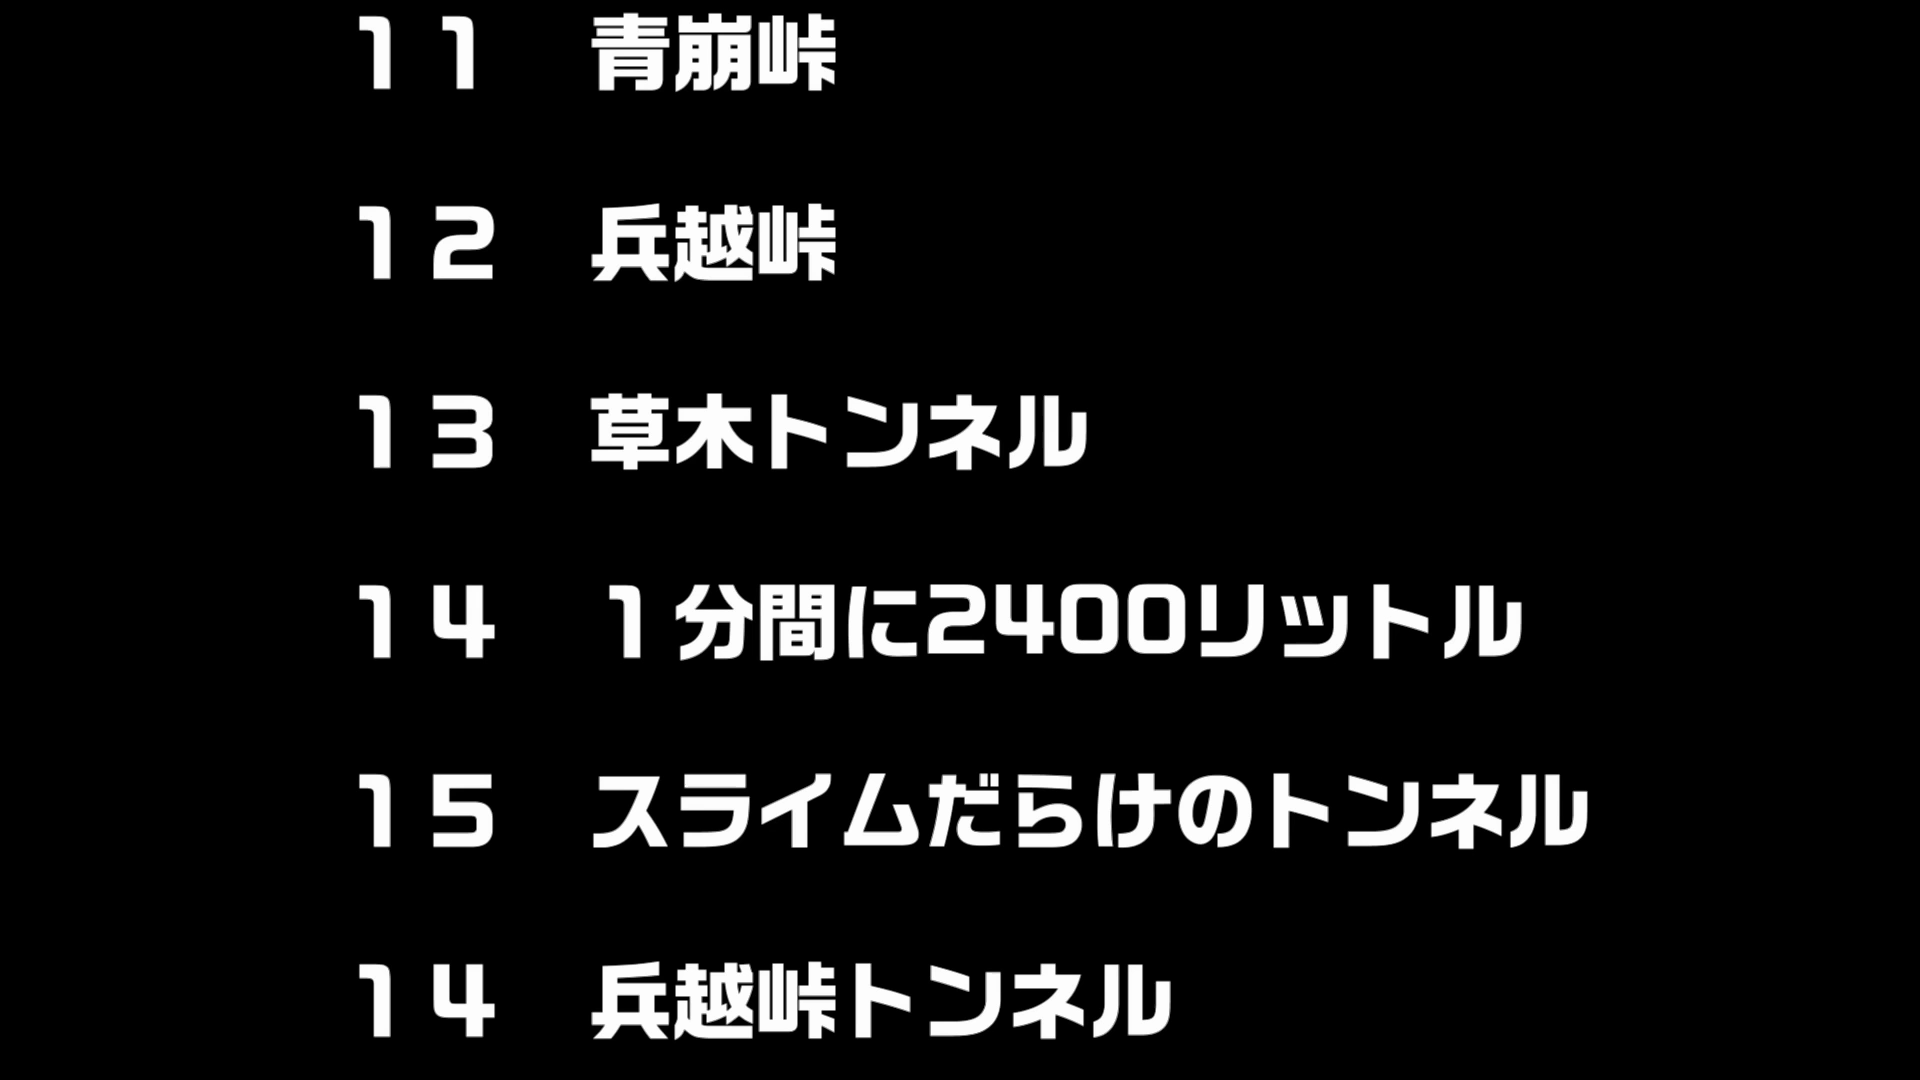 11　青崩峠
12　兵越峠
13　草木トンネル
14　1分間に2400リットル
15　スライムだらけのトンネル
14　兵越峠トンネル